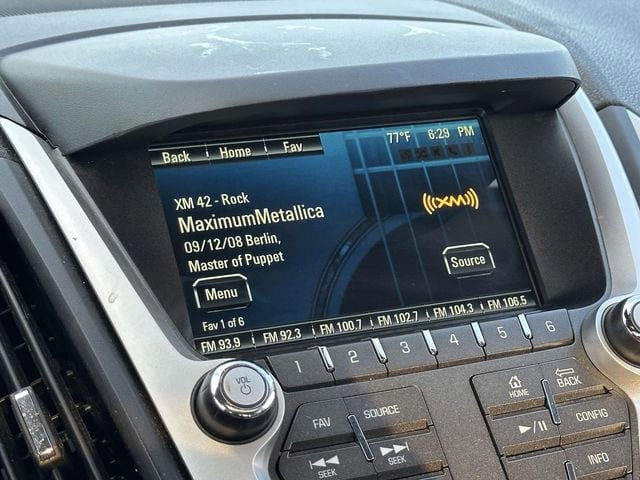 Back Home Fav
77°F 6:29 PM
XM 42 - Rock
MaximumMetallica
09/12/08 Berlin,
Master of Puppet
((XM))
Menu
Source
Fav 1 of 6
FM 93.9 FM 92.3 FM 100.7 FM 102.7 FM 104.3 FM 106.5
1 2 3 4 5 6
VOL
FAV SOURCE
SEEK SEEK
HOME BACK
CONFIG
INFO